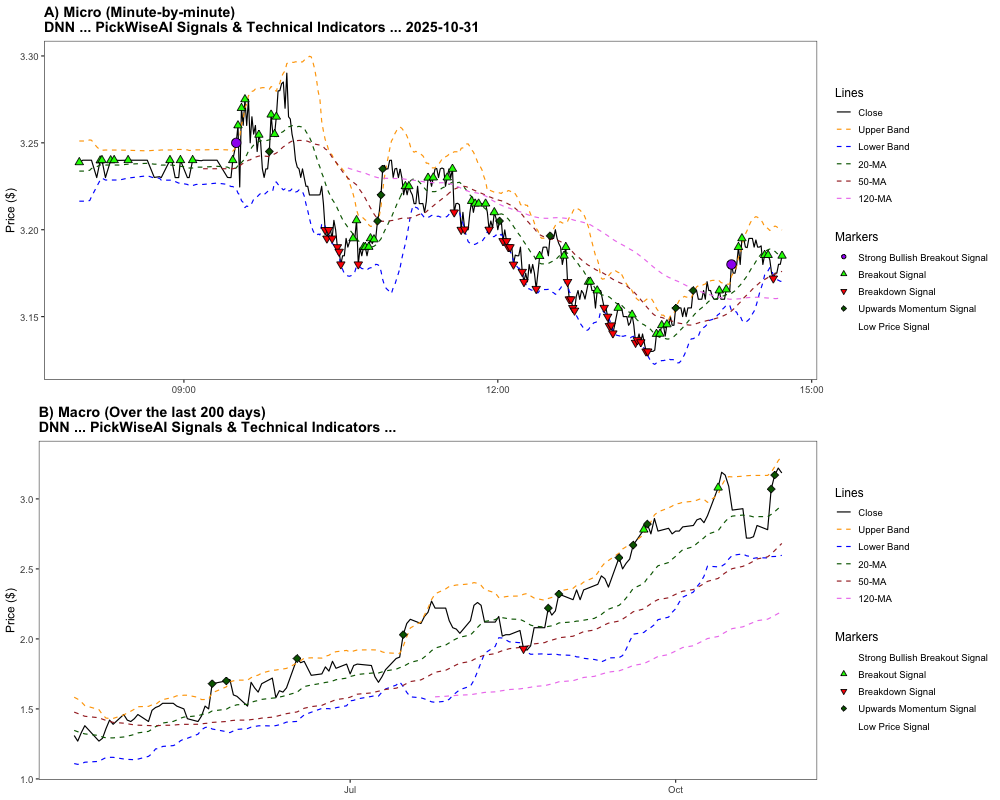 A) Micro (Minute-by-minute)
DNN ... PickWiseAI Signals & Technical Indicators ... 2025-10-31
Price ($)
3.30
3.25
3.20
3.15
09:00
12:00
15:00
Lines
Close
Upper Band
Lower Band
20-MA
50-MA
120-MA
Markers
Strong Bullish Breakout Signal
Breakout Signal
Breakdown Signal
Upwards Momentum Signal
Low Price Signal
B) Macro (Over the last 200 days)
DNN ... PickWiseAI Signals & Technical Indicators ...
Price ($)
3.0
2.5
2.0
1.5
1.0
Jul
Oct
Lines
Close
Upper Band
Lower Band
20-MA
50-MA
120-MA
Markers
Strong Bullish Breakout Signal
Breakout Signal
Breakdown Signal
Upwards Momentum Signal
Low Price Signal